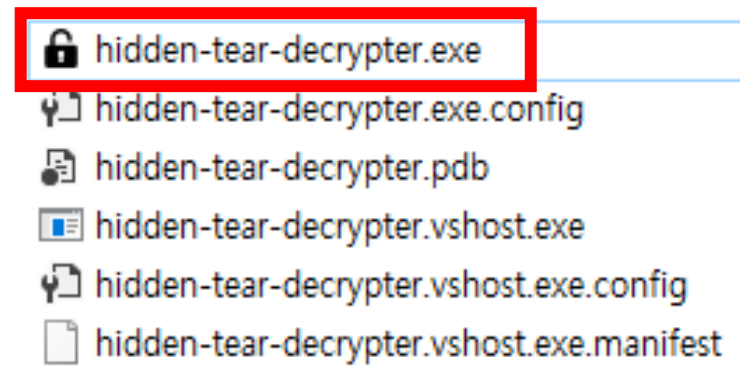 hidden-tear-decrypter.exe
hidden-tear-decrypter.exe.config
hidden-tear-decrypter.pdb
hidden-tear-decrypter.vshost.exe
hidden-tear-decrypter.vshost.exe.config
hidden-tear-decrypter.vshost.exe.manifest